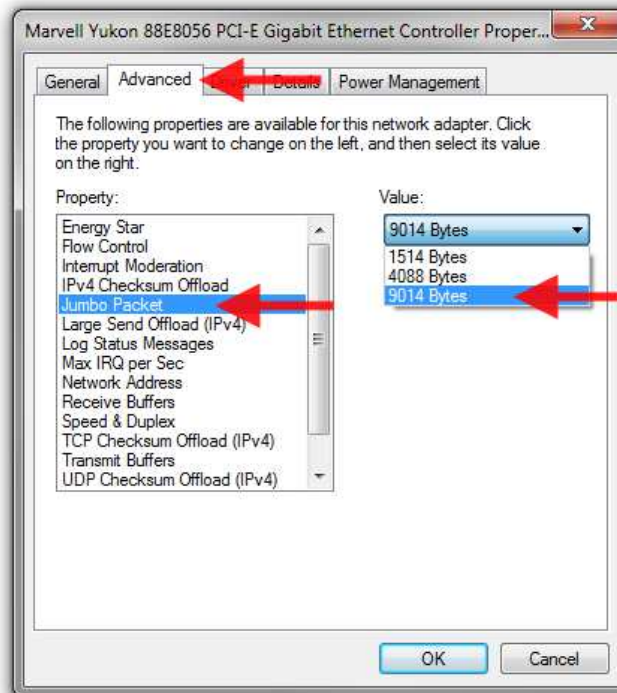 Marvell Yukon 88E8056 PCI-E Gigabit Ethernet Controller Proper...
General Advanced Driver Details Power Management
The following properties are available for this network adapter. Click
the property you want to change on the left, and then select its value
on the right.
Property:
Energy Star
Flow Control
Interrupt Moderation
IPv4 Checksum Offload
Jumbo Packet
Large Send Offload (IPv4)
Log Status Messages
Max IRQ per Sec
Network Address
Receive Buffers
Speed & Duplex
TCP Checksum Offload (IPv4)
Transmit Buffers
UDP Checksum Offload (IPv4)
Value:
9014 Bytes
1514 Bytes
4088 Bytes
9014 Bytes
OK Cancel